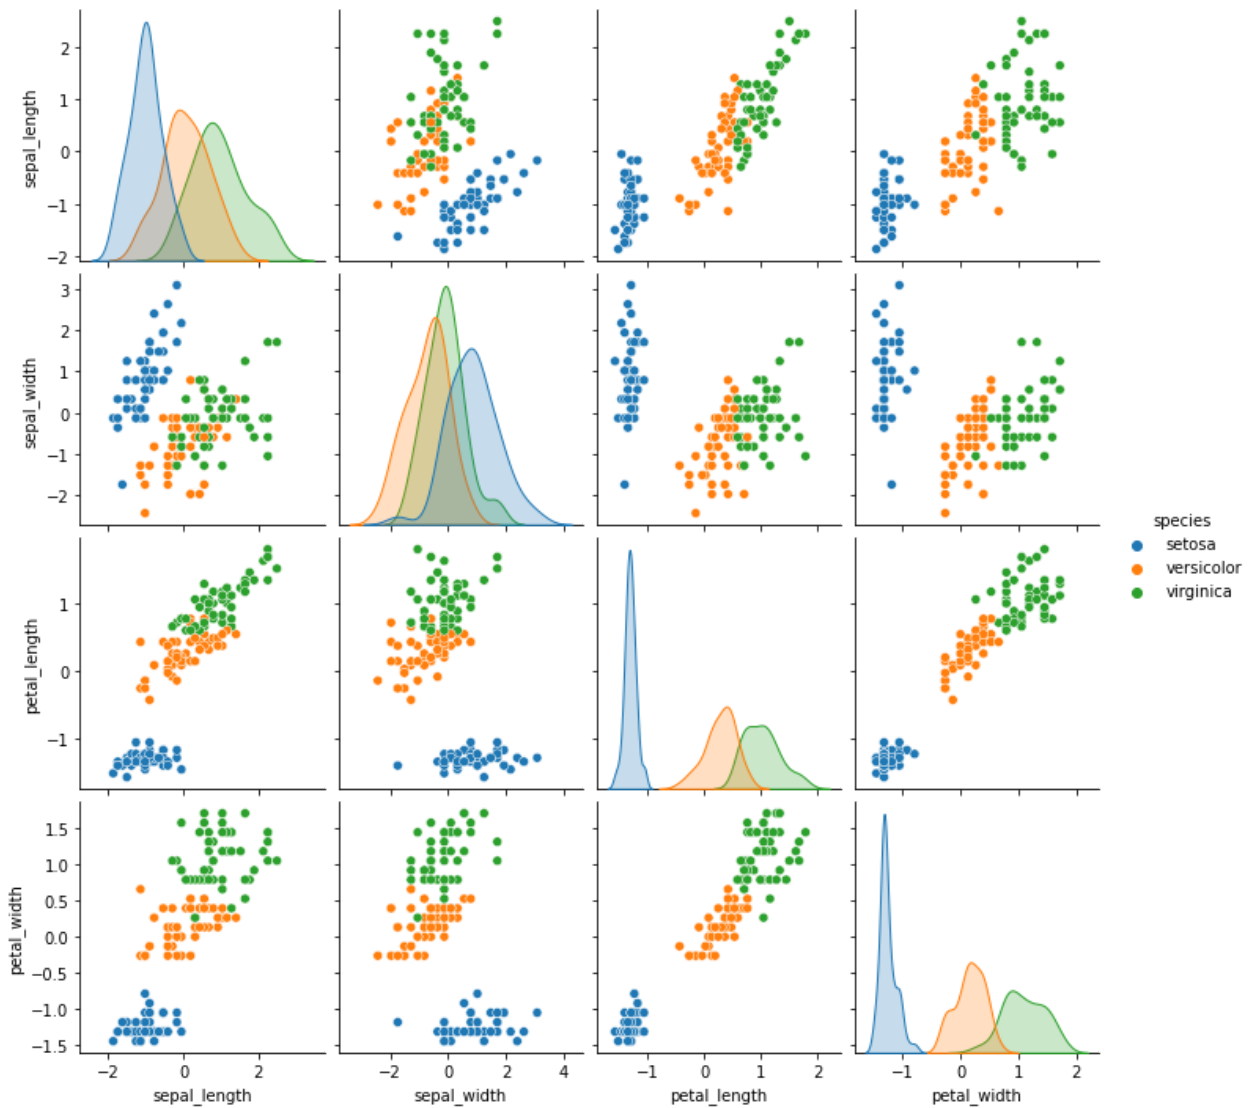 sepal_length
2
1
0
−1
−2
sepal_width
3
2
1
0
−1
−2
species
setosa
versicolor
virginica
petal_length
1
0
−1
petal_width
1.5
1.0
0.5
0.0
−0.5
−1.0
−1.5
−2 0 2
−2 0 2 4
−1 0 1 2
−1 0 1 2
sepal_length
sepal_width
petal_length
petal_width